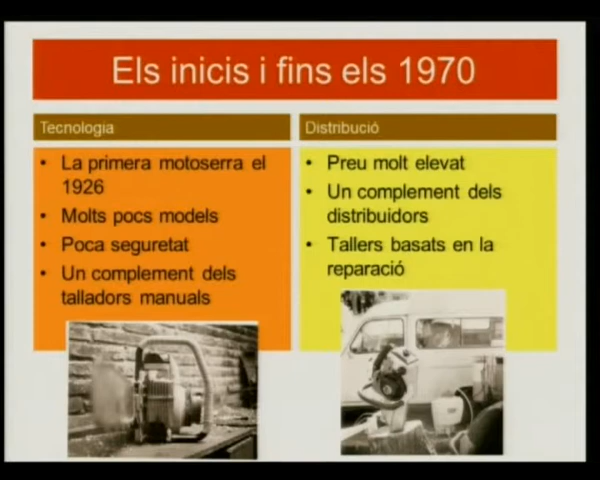 Els inicis i fins els 1970
Tecnologia
• La primera motoserra el
1926
• Molts pocs models
• Poca seguretat
• Un complement dels
talladors manuals
Distribució
• Preu molt elevat
• Un complement dels
distribuidors
• Tallers basats en la
reparació